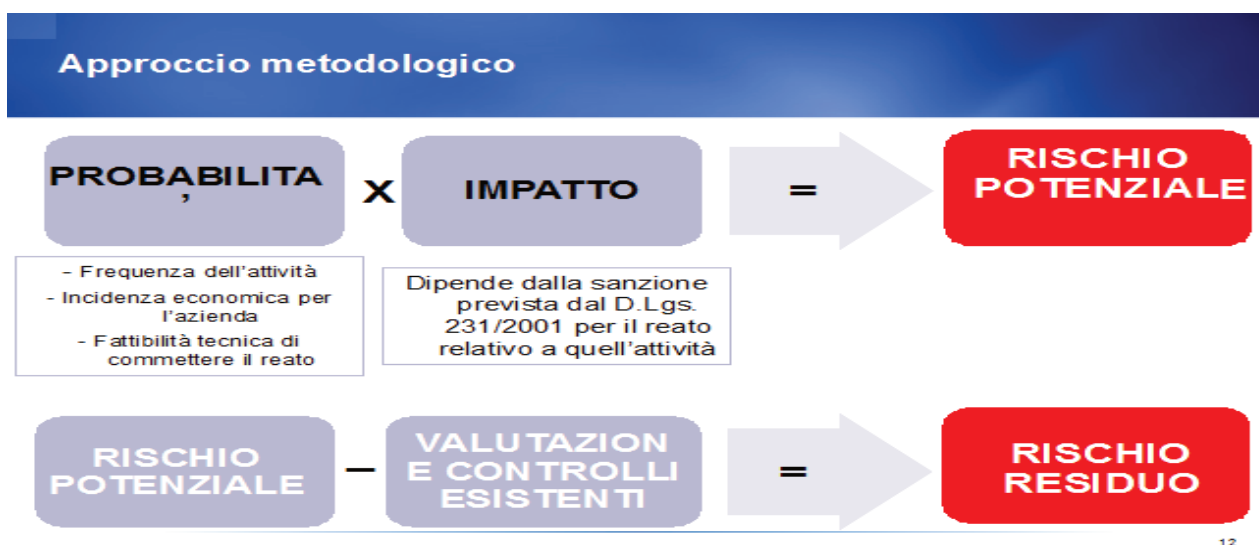 Approccio metodologico
PROBABILITA
’
X
IMPATTO
=
RISCHIO
POTENZIALE
- Frequenza dell’attività
- Incidenza economica per
l’azienda
- Fattibilità tecnica di
commettere il reato
Dipende dalla sanzione
prevista dal D.Lgs.
231/2001 per il reato
relativo a quell’attività
RISCHIO
POTENZIALE
–
VALUTAZION
E CONTROLLI
ESISTENTI
=
RISCHIO
RESIDUO
12